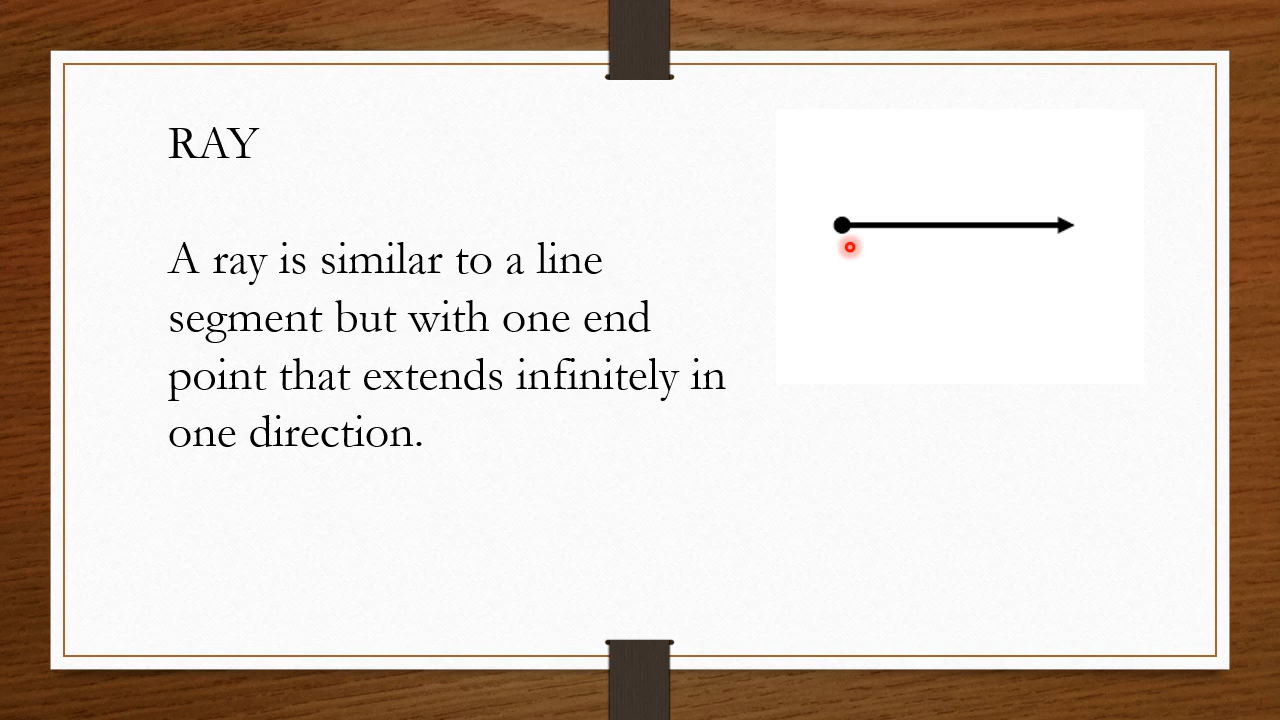 RAY
A ray is similar to a line
segment but with one end
point that extends infinitely in
one direction.